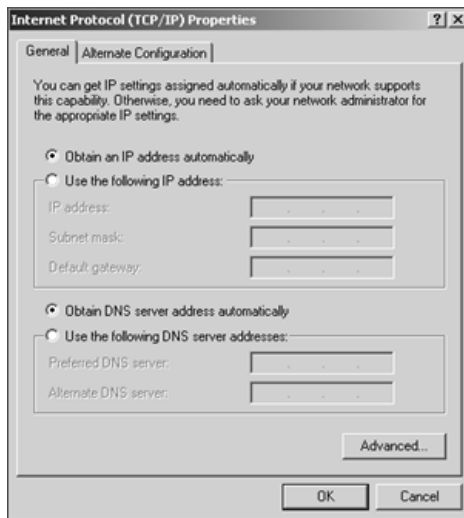 Internet Protocol (TCP/IP) Properties
General
Alternate Configuration
You can get IP settings assigned automatically if your network supports
this capability. Otherwise, you need to ask your network administrator for
the appropriate IP settings.
Obtain an IP address automatically
Use the following IP address:
IP address:
Subnet mask:
Default gateway:
Obtain DNS server address automatically
Use the following DNS server addresses:
Preferred DNS server:
Alternate DNS server:
Advanced...
OK
Cancel